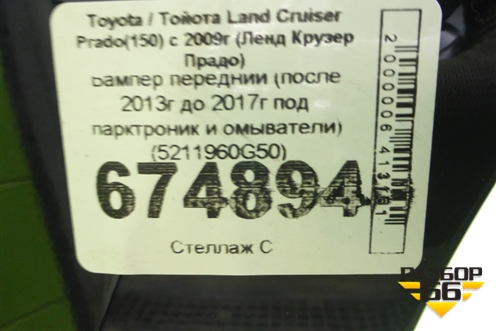 Toyota / Тойота Land Cruiser
Prado(150) с 2009г (Ленд Крузер
Прадо)
Бампер передний (после
2013г до 2017г под
парктроник и омыватели)
(5211960G50)
674894
Стеллаж С
РАЗБОР
66